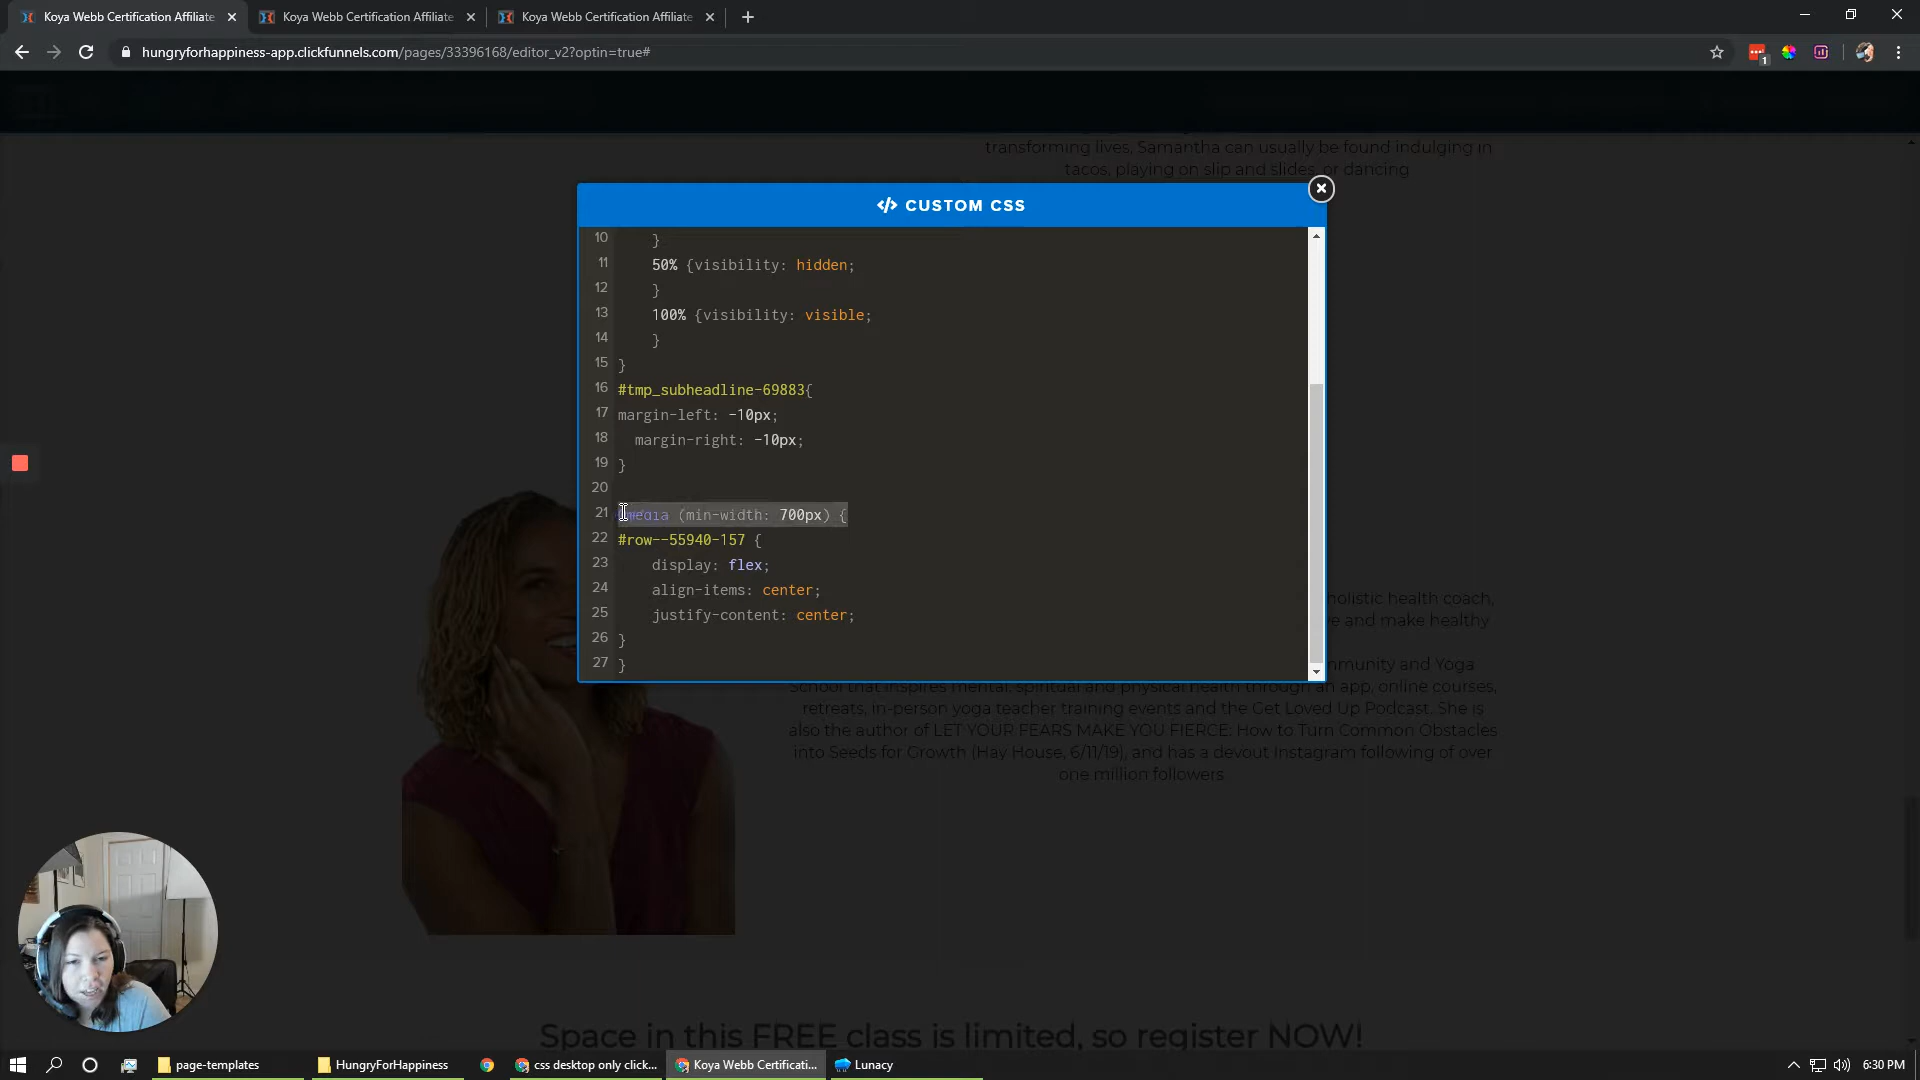 Koya Webb Certification Affiliate
Koya Webb Certification Affiliate
Koya Webb Certification Affiliate
hungryforhappiness-app.clickfunnels.com/pages/33396168/editor_v2?optin=true#
1
transforming lives, Samantha can usually be found indulging in
tacos, playing on slip and slides, or dancing
</> CUSTOM CSS
10 }
11 50% {visibility: hidden;
12 }
13 100% {visibility: visible;
14 }
15 }
16 #tmp_subheadline-69883{
17 margin-left: -10px;
18 margin-right: -10px;
19 }
20
21 @media (min-width: 700px) {
22 #row--55940-157 {
23 display: flex;
24 align-items: center;
25 justify-content: center;
26 }
27 }
holistic health coach,
and make healthy
and Yoga
School that inspires mental, spiritual and physical health through an app, online courses,
retreats, in-person yoga teacher training events and the Get Loved Up Podcast. She is
also the author of LET YOUR FEARS MAKE YOU FIERCE: How to Turn Common Obstacles
into Seeds for Growth (Hay House, 6/11/19), and has a devout Instagram following of over
one million followers
Space in this FREE class is limited, so register NOW!
page-templates
HungryForHappiness
css desktop only click...
Koya Webb Certificati...
Lunacy
6:30 PM